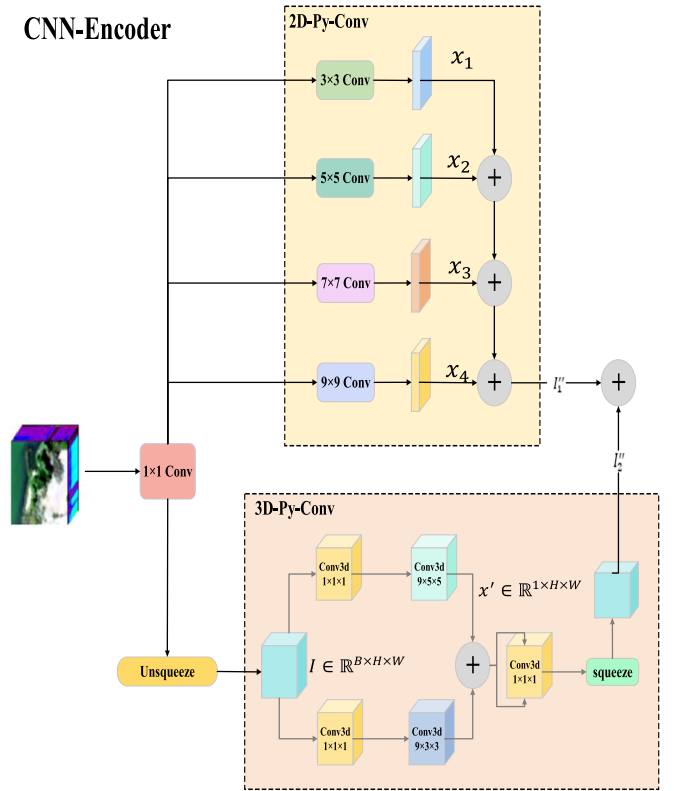 CNN-Encoder
2D-Py-Conv
3×3 Conv
x₁
5×5 Conv
x₂
+
7×7 Conv
x₃
+
9×9 Conv
x₄
+
I₁''
+
1×1 Conv
I₂''
3D-Py-Conv
Conv3d
1×1×1
Conv3d
9×5×5
x′ ∈ ℝ^{1×H×W}
Unsqueeze
I ∈ ℝ^{B×H×W}
+
Conv3d
1×1×1
squeeze
Conv3d
1×1×1
Conv3d
9×3×3